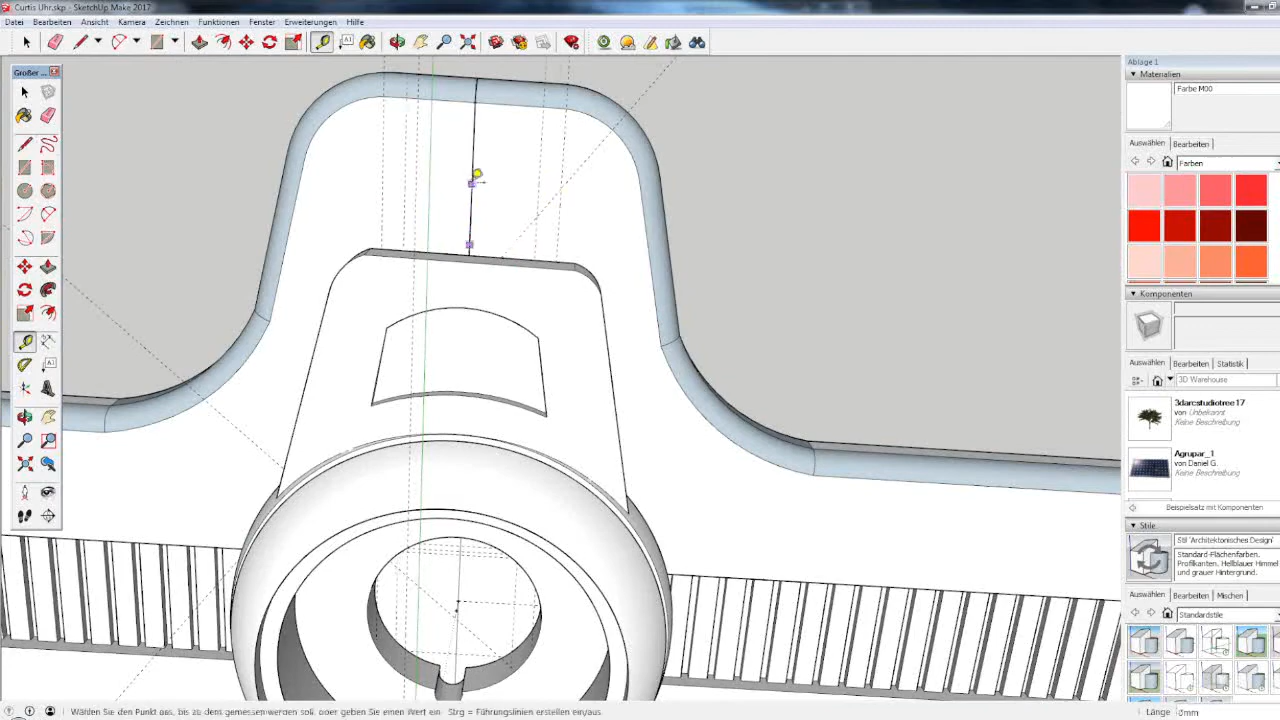 Curtis Uhr.skp - SketchUp Make 2017
Datei Bearbeiten Ansicht Kamera Zeichnen Funktionen Fenster Erweiterungen Hilfe
Großer ...
Ablage 1
Materialien
Farbe M00
Auswählen Bearbeiten
Farben
Komponenten
Auswählen Bearbeiten Statistik
3D Warehouse
3darcstudiotree17
von Unbekannt
Keine Beschreibung
Agrupar_1
von Daniel G.
Keine Beschreibung
Beispielsatz mit Komponenten
Stile
Stil 'Architektonisches Design'
Standard-Flächenfarben.
Profilkanten. Hellblauer Himmel
und grauer Hintergrund.
Auswählen Bearbeiten Mischen
Standardstile
Wählen Sie den Punkt aus, bis zu dem gemessen werden soll, oder geben Sie einen Wert ein. Strg = Führungslinien erstellen ein/aus.
Länge